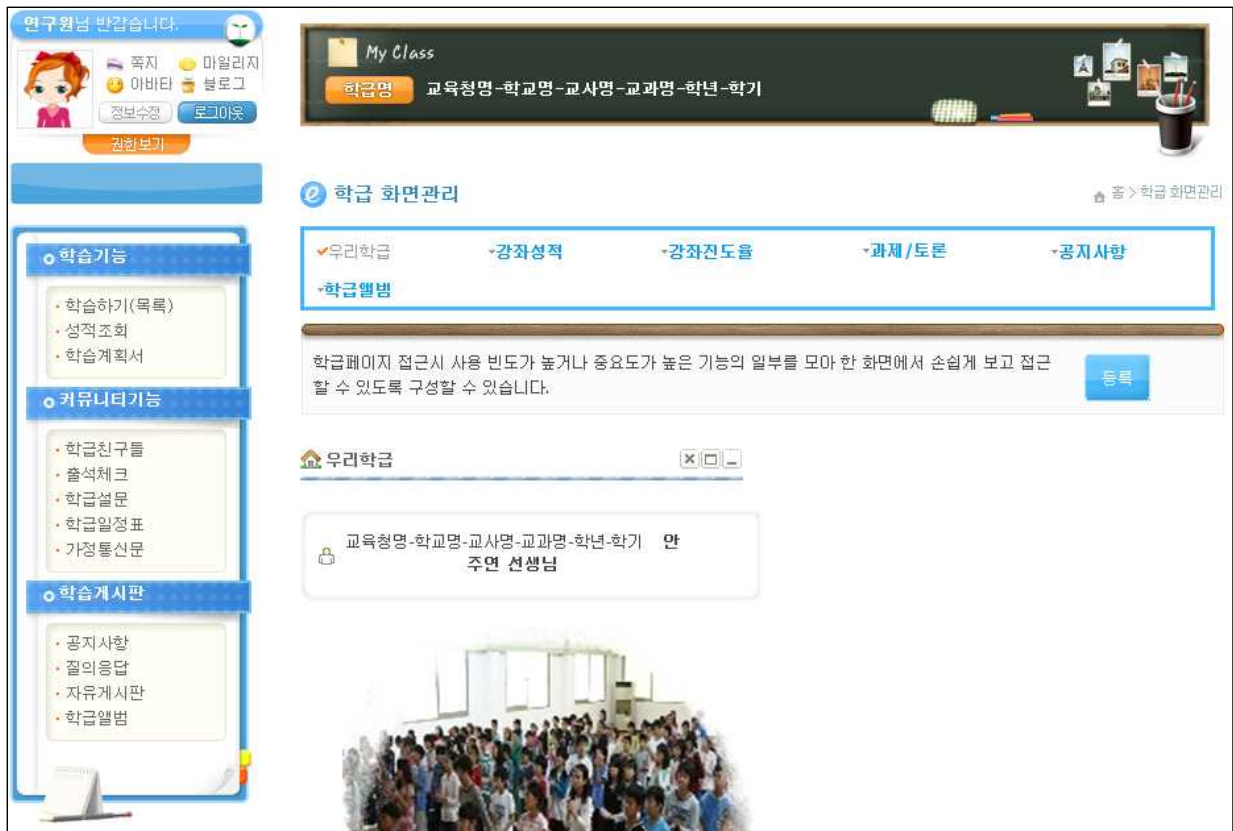 연구원님 반갑습니다.
쪽지 마일리지
아바타 블로그
정보수정 로그아웃
권한보기
My Class
학급명 교육청명-학교명-교사명-교과명-학년-학기
학급 화면관리
홈 > 학급 화면관리
우리학급 강좌성적 강좌진도율 과제/토론 공지사항
학급앨범
학급페이지 접근시 사용 빈도가 높거나 중요도가 높은 기능의 일부를 모아 한 화면에서 손쉽게 보고 접근
할 수 있도록 구성할 수 있습니다.
등록
학습기능
학습하기(목록)
성적조회
학습계획서
커뮤니티기능
학급친구들
출석체크
학급설문
학급일정표
가정통신문
학습게시판
공지사항
질의응답
자유게시판
학급앨범
우리학급
교육청명-학교명-교사명-교과명-학년-학기 안
주연 선생님